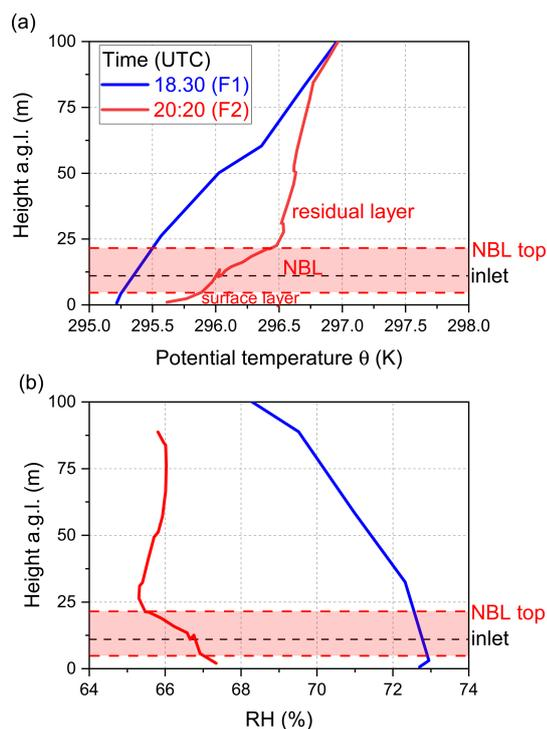 (a)
Time (UTC)
18.30 (F1)
20:20 (F2)
100
75
50
25
0
Height a.g.l. (m)
residual layer
NBL
surface layer
NBL top
inlet
295.0 295.5 296.0 296.5 297.0 297.5 298.0
Potential temperature θ (K)
(b)
100
75
50
25
0
Height a.g.l. (m)
NBL top
inlet
64 66 68 70 72 74
RH (%)